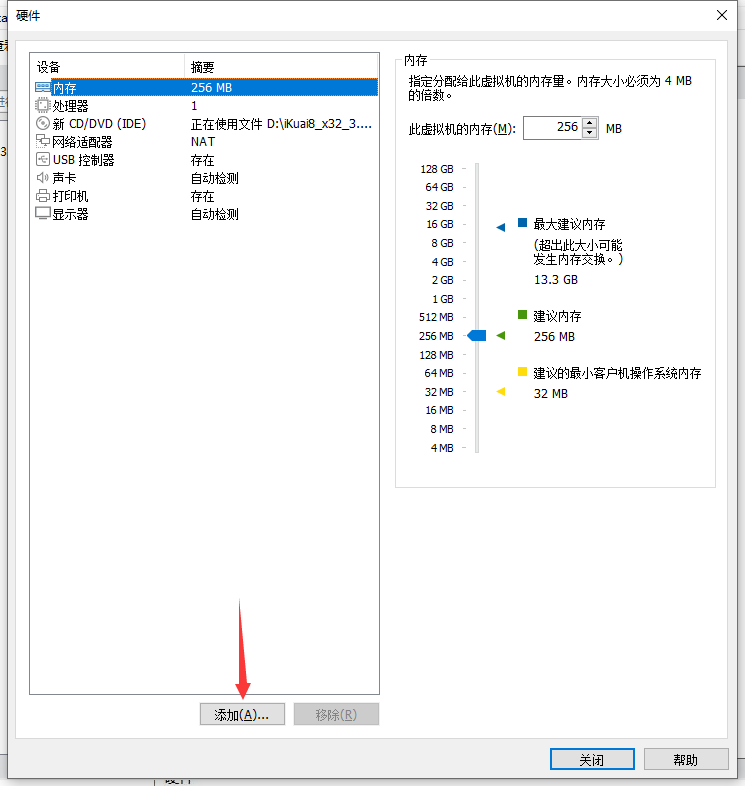 硬件
设备 摘要
内存 256 MB
处理器 1
新 CD/DVD (IDE) 正在使用文件 D:\iKuai8_x32_3....
网络适配器 NAT
USB 控制器 存在
声卡 自动检测
打印机 存在
显示器 自动检测
添加(A)... 移除(R)
内存
指定分配给此虚拟机的内存量。内存大小必须为 4 MB
的倍数。
此虚拟机的内存(M): 256 MB
128 GB
64 GB
32 GB
16 GB
8 GB
4 GB
2 GB
1 GB
512 MB
256 MB
128 MB
64 MB
32 MB
16 MB
8 MB
4 MB
最大建议内存
(超出此大小可能
发生内存交换。)
13.3 GB
建议内存
256 MB
建议的最小客户机操作系统内存
32 MB
关闭 帮助